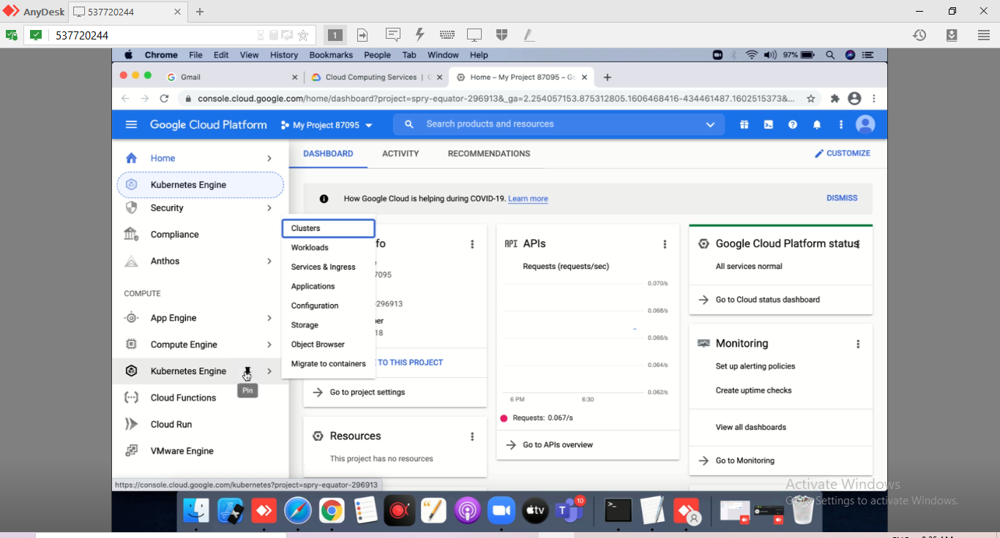 AnyDesk
537720244
537720244
1
Chrome File Edit View History Bookmarks People Tab Window Help
97%
Gmail
Cloud Computing Services | G
Home – My Project 87095 – Go
console.cloud.google.com/home/dashboard?project=spry-equator-296913&_ga=2.254057153.875312805.1606468416-434461487.1602515373&...
Google Cloud Platform
My Project 87095
Search products and resources
Home
Kubernetes Engine
Security
Compliance
Anthos
COMPUTE
App Engine
Compute Engine
Kubernetes Engine
Pin
Cloud Functions
Cloud Run
VMware Engine
https://console.cloud.google.com/kubernetes?project=spry-equator-296913
Clusters
Workloads
Services & Ingress
Applications
Configuration
Storage
Object Browser
Migrate to containers
DASHBOARD
ACTIVITY
RECOMMENDATIONS
CUSTOMIZE
How Google Cloud is helping during COVID-19. Learn more
DISMISS
fo
7095
-296913
ber
18
TO THIS PROJECT
Go to project settings
Resources
This project has no resources
API APIs
Requests (requests/sec)
0.070/s
0.068/s
0.066/s
0.064/s
0.062/s
6 PM
6:30
Requests: 0.067/s
Go to APIs overview
Google Cloud Platform status
All services normal
Go to Cloud status dashboard
Monitoring
Set up alerting policies
Create uptime checks
View all dashboards
Go to Monitoring
Activate Windows
Go to Settings to activate Windows.
tv
10